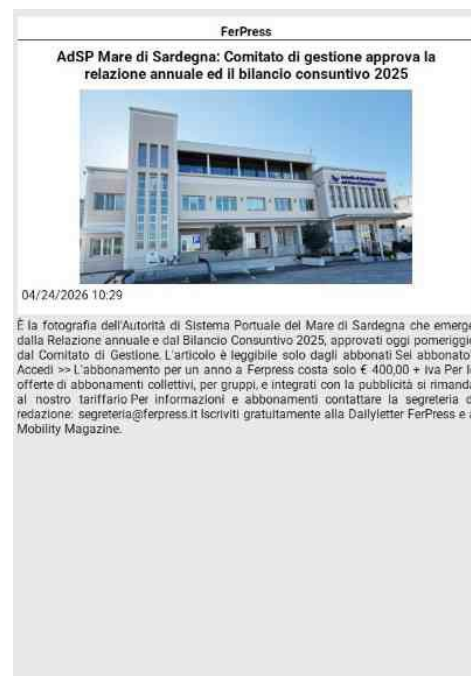 FerPress
AdSP Mare di Sardegna: Comitato di gestione approva la
relazione annuale ed il bilancio consuntivo 2025
04/24/2026 10:29
È la fotografia dell'Autorità di Sistema Portuale del Mare di Sardegna che emerge
dalla Relazione annuale e dal Bilancio Consuntivo 2025, approvati oggi pomeriggio
dal Comitato di Gestione. L'articolo è leggibile solo dagli abbonati Sei abbonato?
Accedi >> L'abbonamento per un anno a Ferpress costa solo € 400,00 + iva Per l
offerte di abbonamenti collettivi, per gruppi, e integrati con la pubblicità si rimanda
al nostro tariffario Per informazioni e abbonamenti contattare la segreteria d
redazione: segreteria@ferpress.it Iscriviti gratuitamente alla Dailyletter FerPress e a
Mobility Magazine.